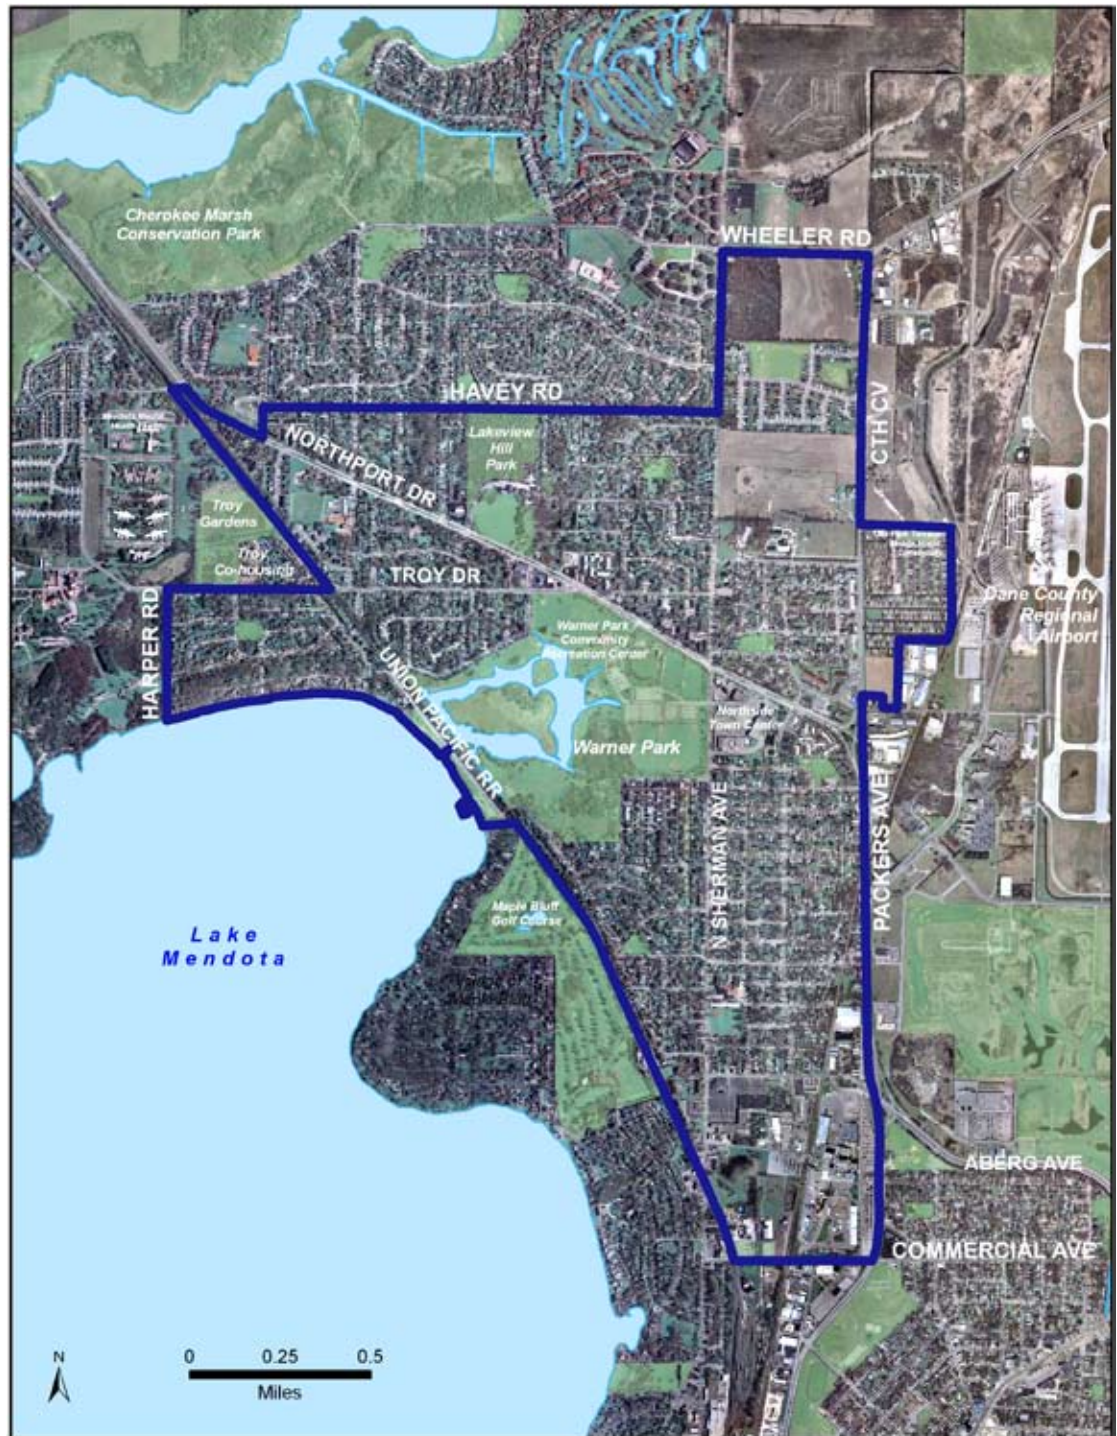 Cherokee Marsh
Conservation Park
WHEELER RD
HAVEY RD
CTH CV
NORTHPORT DR
Lakeview
Hill
Park
Troy
Gardens
Troy
Co-housing
TROY DR
HARPER RD
Dane County
Regional
Airport
Warner Park
Community
Recreation Center
UNION PACIFIC RR
Northside
Town Center
Warner Park
N SHERMAN AVE
PACKERS AVE
Maple Bluff
Golf Course
Lake
Mendota
ABERG AVE
COMMERCIAL AVE
N
0 0.25 0.5
Miles